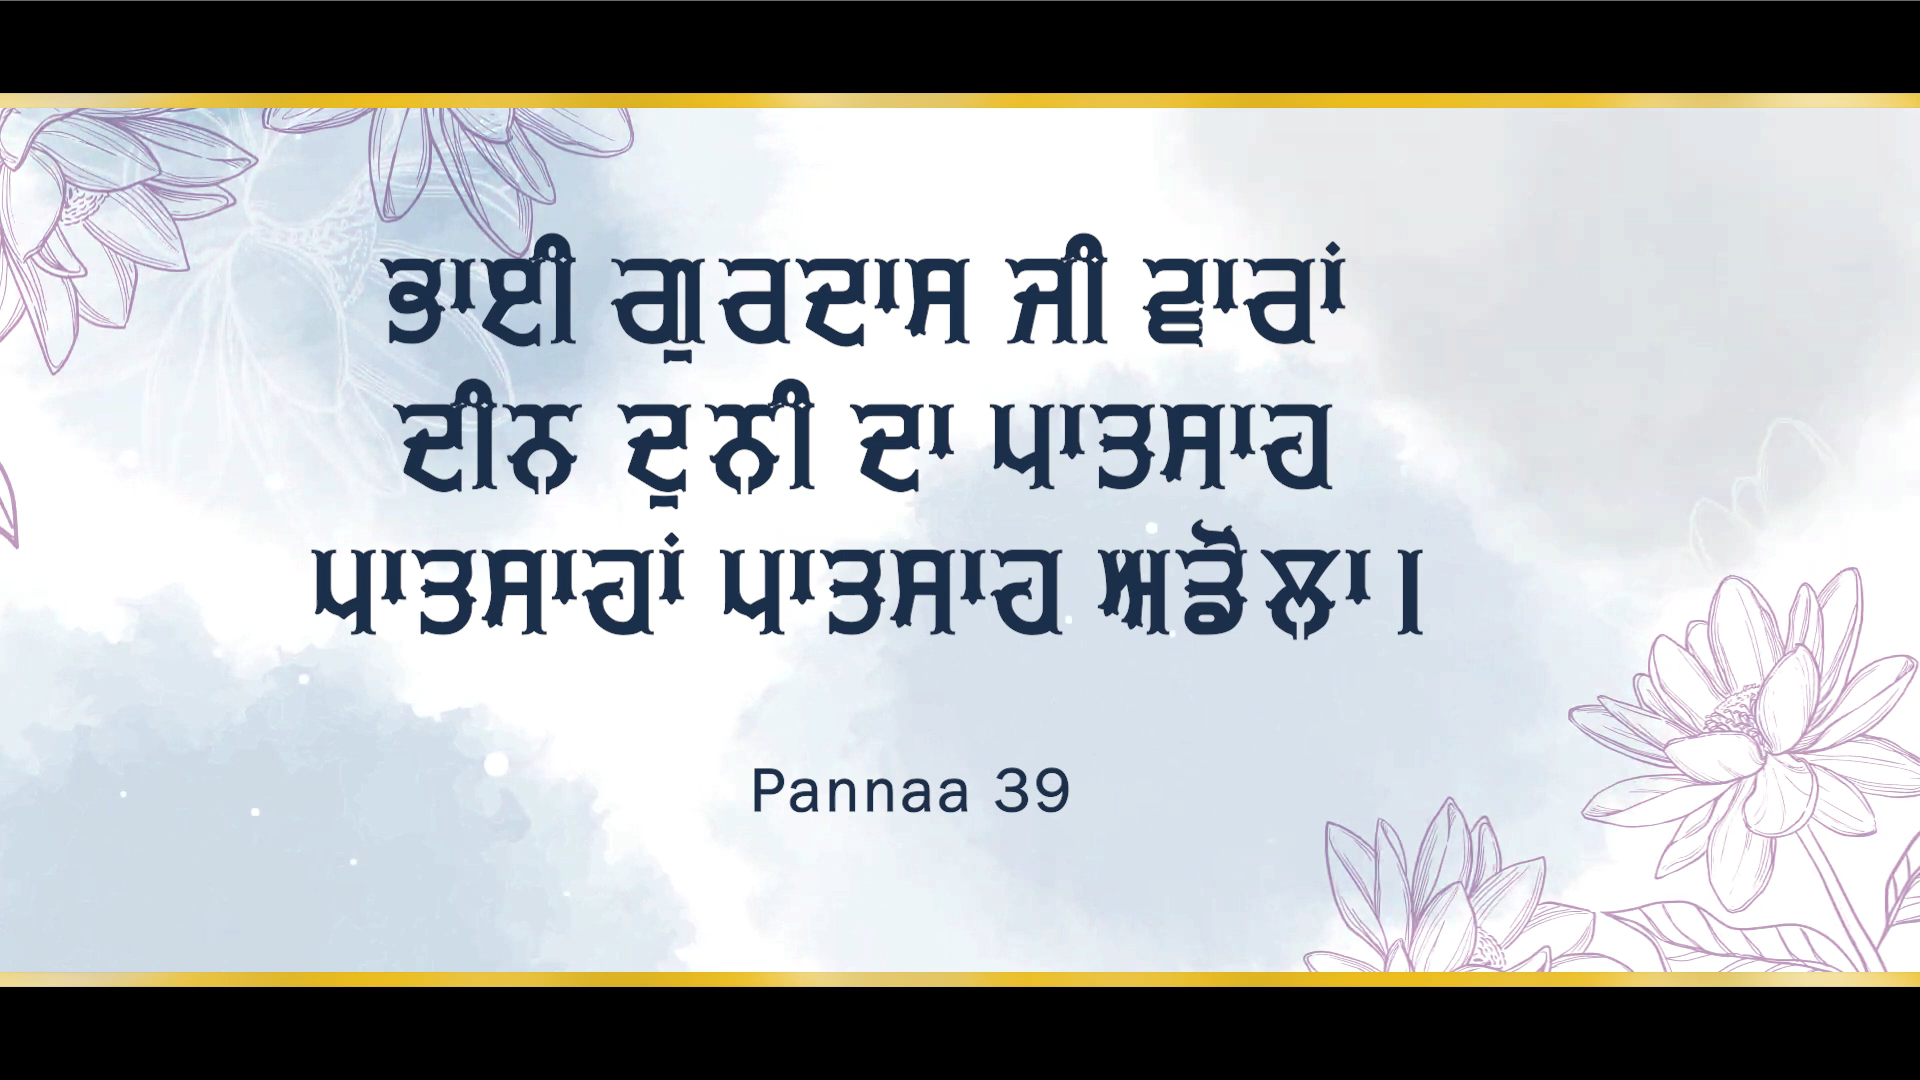 ਭਾਈ ਗੁਰਦਾਸ ਜੀ ਵਾਰਾਂ
ਦੀਨ ਦੁਨੀ ਦਾ ਪਾਤਸਾਹ
ਪਾਤਸਾਹਾਂ ਪਾਤਸਾਹ ਅਡੋਲਾ।
Pannaa 39